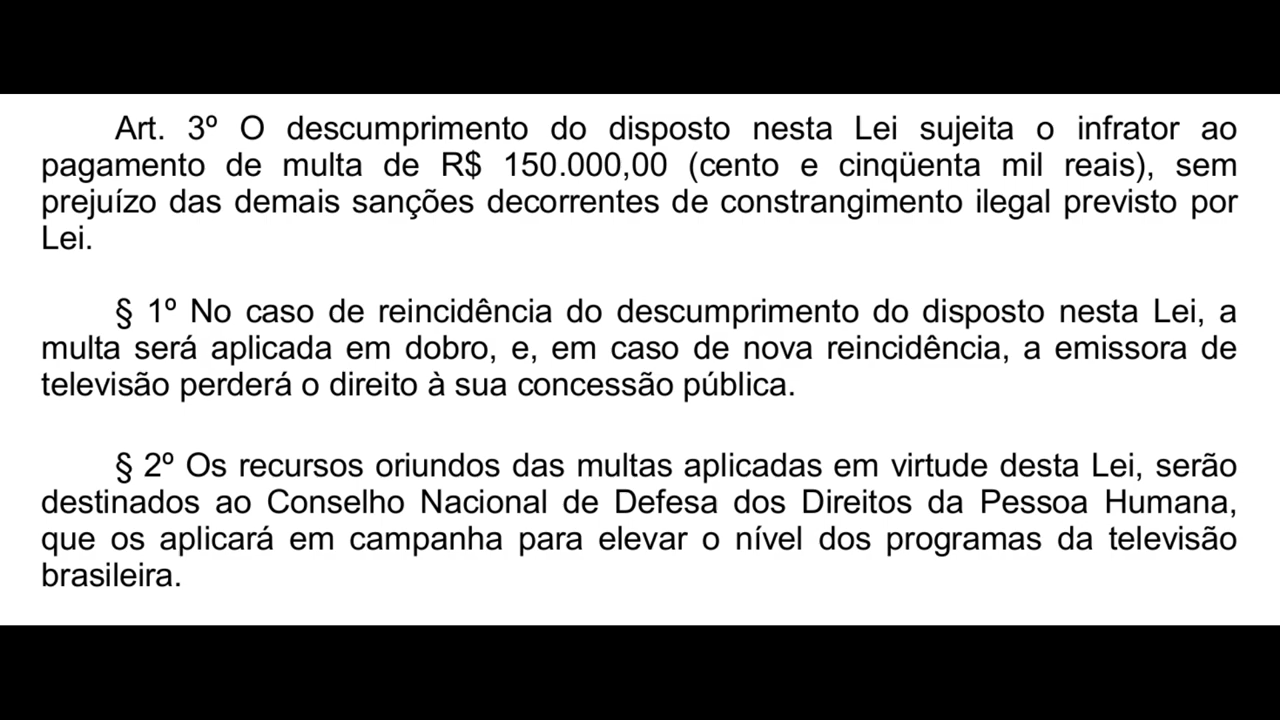 Art. 3º O descumprimento do disposto nesta Lei sujeita o infrator ao
pagamento de multa de R$ 150.000,00 (cento e cinqüenta mil reais), sem
prejuízo das demais sanções decorrentes de constrangimento ilegal previsto por
Lei.
§ 1º No caso de reincidência do descumprimento do disposto nesta Lei, a
multa será aplicada em dobro, e, em caso de nova reincidência, a emissora de
televisão perderá o direito à sua concessão pública.
§ 2º Os recursos oriundos das multas aplicadas em virtude desta Lei, serão
destinados ao Conselho Nacional de Defesa dos Direitos da Pessoa Humana,
que os aplicará em campanha para elevar o nível dos programas da televisão
brasileira.